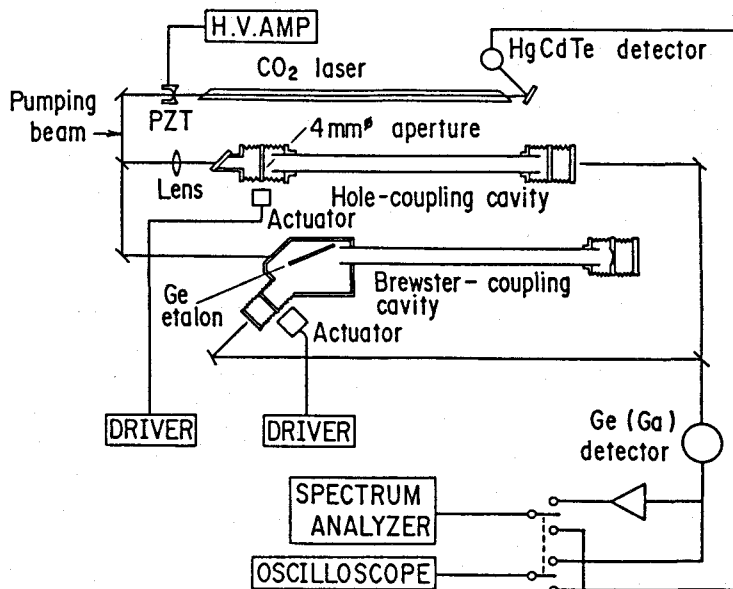 H.V.AMP
HgCdTe detector
CO₂ laser
Pumping
beam
PZT
4mmᵠ aperture
Lens
Hole-coupling cavity
Actuator
Ge
etalon
Brewster-coupling
cavity
Actuator
DRIVER
DRIVER
Ge(Ga)
detector
SPECTRUM
ANALYZER
OSCILLOSCOPE